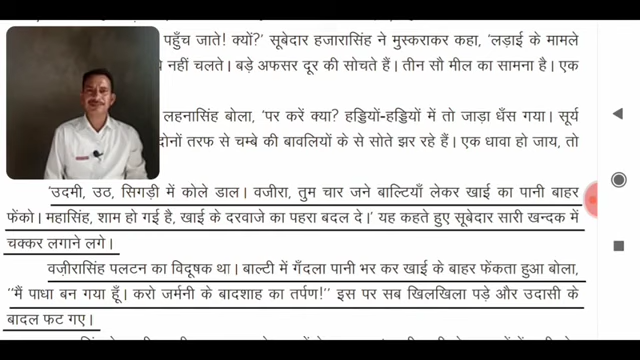 पहुँच जाते! क्यों?' सूबेदार हजारासिंह ने मुस्कराकर कहा, 'लड़ाई के मामले
नहीं चलते। बड़े अफसर दूर की सोचते हैं। तीन सौ मील का सामना है। एक
लहनासिंह बोला, 'पर करें क्या? हड्डियों-हड्डियों में तो जाड़ा धँस गया। सूर्य
दोनों तरफ से चम्बे की बावलियों के से सोते झर रहे हैं। एक धावा हो जाय, तो
'उदमी, उठ, सिगड़ी में कोले डाल। वजीरा, तुम चार जने बाल्टियाँ लेकर खाई का पानी बाहर
फेंको। महासिंह, शाम हो गई है, खाई के दरवाजे का पहरा बदल दे।' यह कहते हुए सूबेदार सारी खन्दक में
चक्कर लगाने लगे।
वज़ीरासिंह पलटन का विदूषक था। बाल्टी में गँदला पानी भर कर खाई के बाहर फेंकता हुआ बोला,
"मैं पाधा बन गया हूँ। करो जर्मनी के बादशाह का तर्पण!" इस पर सब खिलखिला पड़े और उदासी के
बादल फट गए।